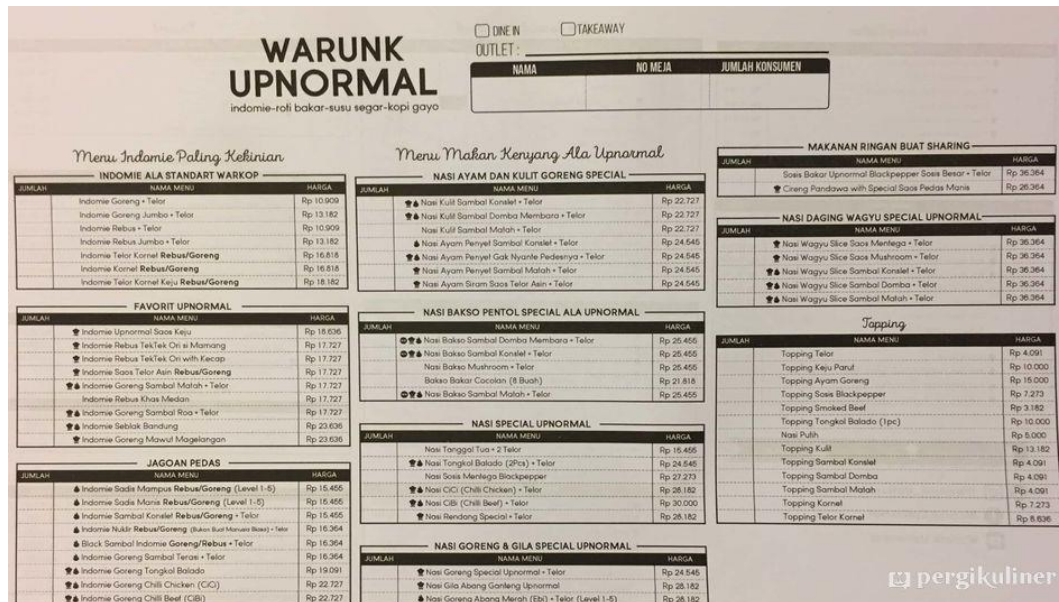 WARUNK
UPNORMAL
indomie-roti bakar-susu segar-kopi gayo
DINE IN TAKEAWAY
OUTLET :
NAMA NO MEJA JUMLAH KONSUMEN
Menu Indomie Paling Kekinian
INDOMIE ALA STANDART WARKOP
JUMLAH NAMA MENU HARGA
Indomie Goreng + Telor Rp 10.909
Indomie Goreng Jumbo + Telor Rp 13.182
Indomie Rebus + Telor Rp 10.909
Indomie Rebus Jumbo + Telor Rp 13.182
Indomie Telor Kornet Rebus/Goreng Rp 16.818
Indomie Kornet Rebus/Goreng Rp 16.818
Indomie Telor Kornet Keju Rebus/Goreng Rp 18.182
FAVORIT UPNORMAL
JUMLAH NAMA MENU HARGA
Indomie Upnormal Saos Keju Rp 18.636
Indomie Rebus TekTek Ori si Mamang Rp 17.727
Indomie Rebus TekTek Ori with Kecap Rp 17.727
Indomie Saos Telor Asin Rebus/Goreng Rp 17.727
Indomie Goreng Sambal Matah + Telor Rp 17.727
Indomie Rebus Khas Medan Rp 17.727
Indomie Goreng Sambal Roa + Telor Rp 17.727
Indomie Seblak Bandung Rp 23.636
Indomie Goreng Mawut Magelangan Rp 23.636
JAGOAN PEDAS
JUMLAH NAMA MENU HARGA
Indomie Sadis Mampus Rebus/Goreng (Level 1-5) Rp 15.455
Indomie Sadis Manis Rebus/Goreng (Level 1-5) Rp 15.455
Indomie Sambal Konslet Rebus/Goreng + Telor Rp 15.455
Indomie Nuklir Rebus/Goreng (Bukan Buat Manusia Biasa) + Telor Rp 16.364
Black Sambal Indomie Goreng/Rebus + Telor Rp 16.364
Indomie Goreng Sambal Terasi + Telor Rp 16.364
Indomie Goreng Tongkol Balado Rp 19.091
Indomie Goreng Chilli Chicken (CiCi) Rp 22.727
Indomie Goreng Chilli Beef (CiBi) Rp 22.727
Menu Makan Kenyang Ala Upnormal
NASI AYAM DAN KULIT GORENG SPECIAL
JUMLAH NAMA MENU HARGA
Nasi Kulit Sambal Konslet + Telor Rp 22.727
Nasi Kulit Sambal Domba Membara + Telor Rp 22.727
Nasi Kulit Sambal Matah + Telor Rp 22.727
Nasi Ayam Penyet Sambal Konslet + Telor Rp 24.545
Nasi Ayam Penyet Gak Nyante Pedesnya + Telor Rp 24.545
Nasi Ayam Penyet Sambal Matah + Telor Rp 24.545
Nasi Ayam Siram Saos Telor Asin + Telor Rp 24.545
NASI BAKSO PENTOL SPECIAL ALA UPNORMAL
JUMLAH NAMA MENU HARGA
Nasi Bakso Sambal Domba Membara + Telor Rp 25.455
Nasi Bakso Sambal Konslet + Telor Rp 25.455
Nasi Bakso Mushroom + Telor Rp 25.455
Bakso Bakar Cocolan (8 Buah) Rp 21.818
Nasi Bakso Sambal Matah + Telor Rp 25.455
NASI SPECIAL UPNORMAL
JUMLAH NAMA MENU HARGA
Nasi Tanggal Tua + 2 Telor Rp 15.455
Nasi Tongkol Balado (2Pcs) + Telor Rp 24.545
Nasi Sosis Mentega Blackpepper Rp 27.273
Nasi CiCi (Chilli Chicken) + Telor Rp 28.182
Nasi CiBi (Chilli Beef) + Telor Rp 30.000
Nasi Rendang Special + Telor Rp 28.182
NASI GORENG & GILA SPECIAL UPNORMAL
JUMLAH NAMA MENU HARGA
Nasi Goreng Special Upnormal + Telor Rp 24.545
Nasi Gila Abang Ganteng Upnormal Rp 28.182
Nasi Goreng Abang Merah (Ebi) + Telor (Level 1-5) Rp 28.182
MAKANAN RINGAN BUAT SHARING
JUMLAH NAMA MENU HARGA
Sosis Bakar Upnormal Blackpepper Sosis Besar + Telor Rp 36.364
Cireng Pandawa with Special Saos Pedas Manis Rp 26.364
NASI DAGING WAGYU SPECIAL UPNORMAL
JUMLAH NAMA MENU HARGA
Nasi Wagyu Slice Saos Mentega + Telor Rp 36.364
Nasi Wagyu Slice Saos Mushroom + Telor Rp 36.364
Nasi Wagyu Slice Sambal Konslet + Telor Rp 36.364
Nasi Wagyu Slice Sambal Domba + Telor Rp 36.364
Nasi Wagyu Slice Sambal Matah + Telor Rp 36.364
Topping
JUMLAH NAMA MENU HARGA
Topping Telor Rp 4.091
Topping Keju Parut Rp 10.000
Topping Ayam Goreng Rp 15.000
Topping Sosis Blackpepper Rp 7.273
Topping Smoked Beef Rp 3.182
Topping Tongkol Balado (1pc) Rp 10.000
Nasi Putih Rp 5.000
Topping Kulit Rp 13.182
Topping Sambal Konslet Rp 4.091
Topping Sambal Domba Rp 4.091
Topping Sambal Matah Rp 4.091
Topping Kornet Rp 7.273
Topping Telor Kornet Rp 8.636
pergikuliner